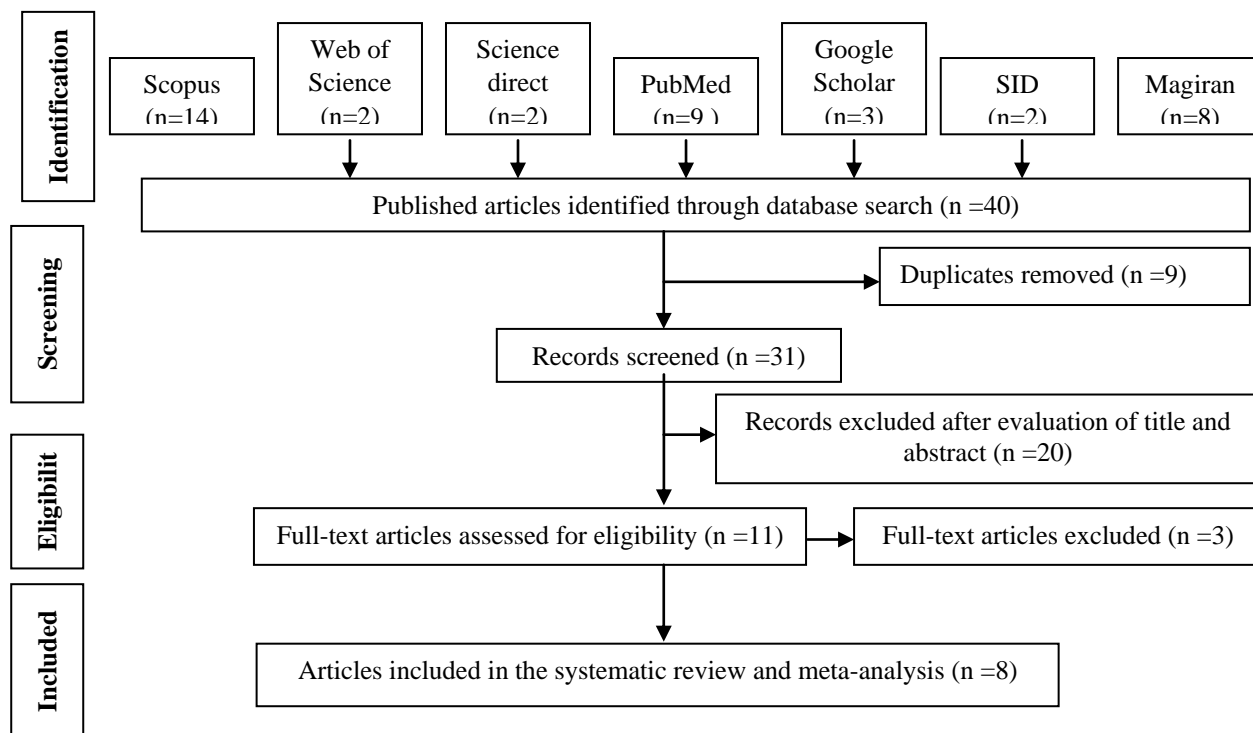 Identification
Scopus
(n=14)
Web of
Science
(n=2)
Science
direct
(n=2)
PubMed
(n=9 )
Google
Scholar
(n=3)
SID
(n=2)
Magiran
(n=8)
Published articles identified through database search (n =40)
Screening
Duplicates removed (n =9)
Records screened (n =31)
Records excluded after evaluation of title and
abstract (n =20)
Eligibilit
Full-text articles assessed for eligibility (n =11)
Full-text articles excluded (n =3)
Included
Articles included in the systematic review and meta-analysis (n =8)